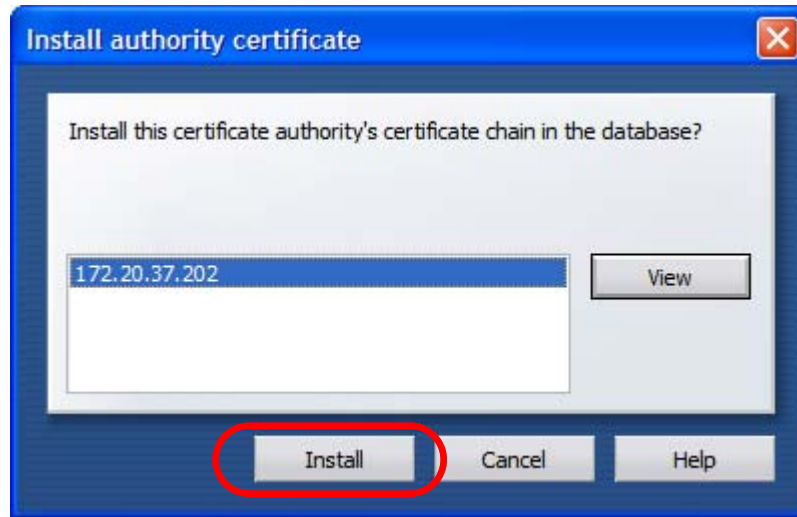 Install authority certificate
Install this certificate authority's certificate chain in the database?
172.20.37.202
View
Install
Cancel
Help